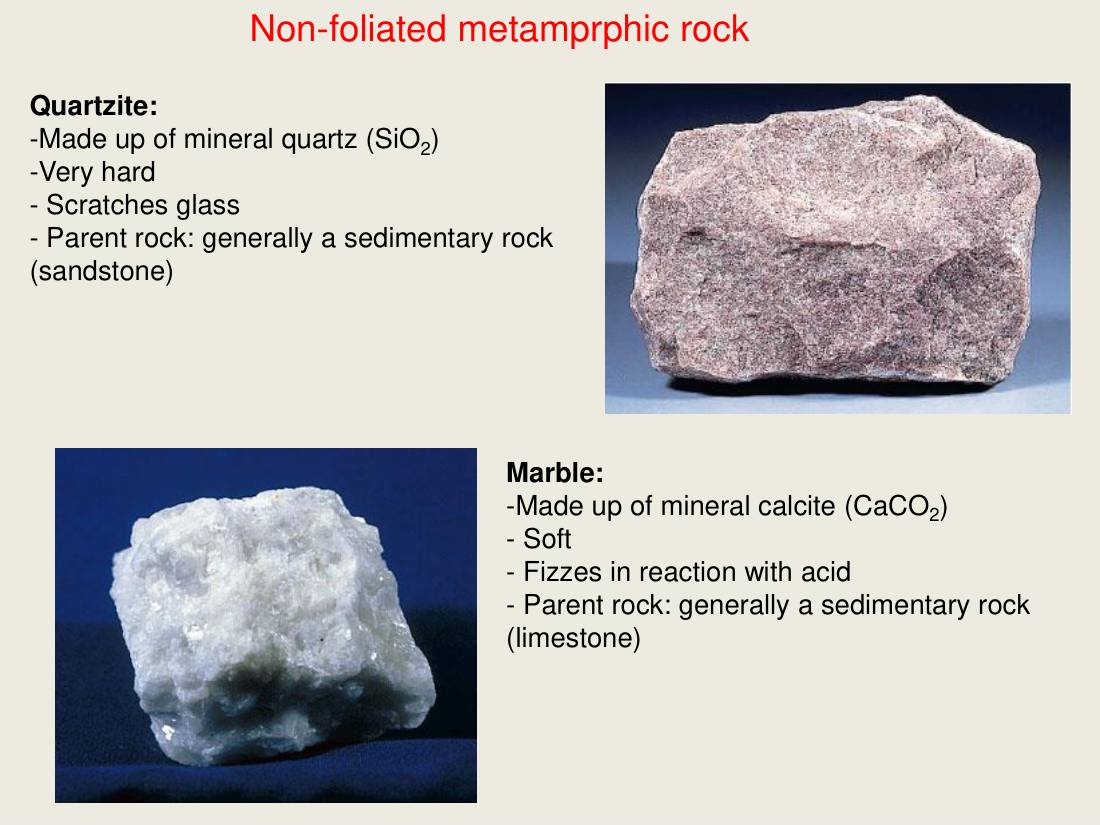 Non-foliated metamprphic rock
Quartzite:
-Made up of mineral quartz (SiO₂)
-Very hard
- Scratches glass
- Parent rock: generally a sedimentary rock
(sandstone)
Marble:
-Made up of mineral calcite (CaCO₂)
- Soft
- Fizzes in reaction with acid
- Parent rock: generally a sedimentary rock
(limestone)